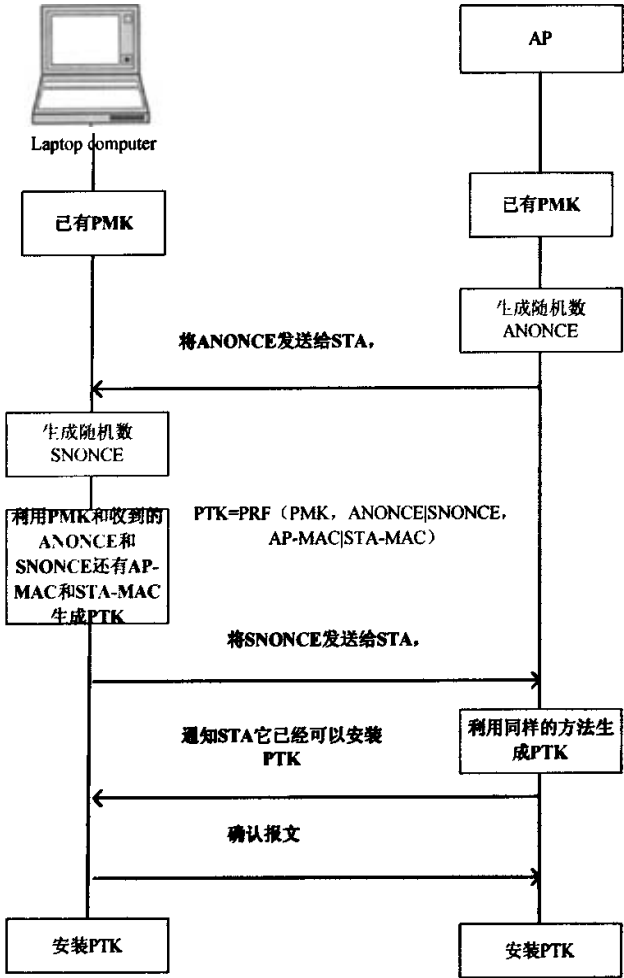 AP
Laptop computer
已有PMK
已有PMK
生成随机数
ANONCE
将ANONCE发送给STA，
生成随机数
SNONCE
利用PMK和收到的
ANONCE和
SNONCE还有AP-
MAC和STA-MAC
生成PTK
PTK=PRF（PMK，ANONCE|SNONCE，
AP-MAC|STA-MAC）
将SNONCE发送给STA，
利用同样的方法生
成PTK
通知STA它已经可以安装
PTK
确认报文
安装PTK
安装PTK